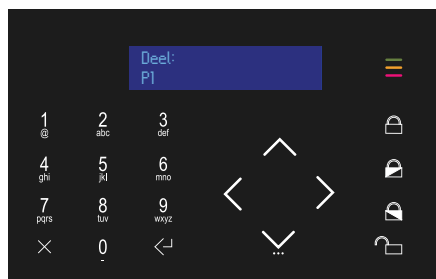 Deel:
P1
1 2 3
@ abc def
4 5 6
ghi jkl mno
7 8 9
pqrs tuv wxyz
0
-
...